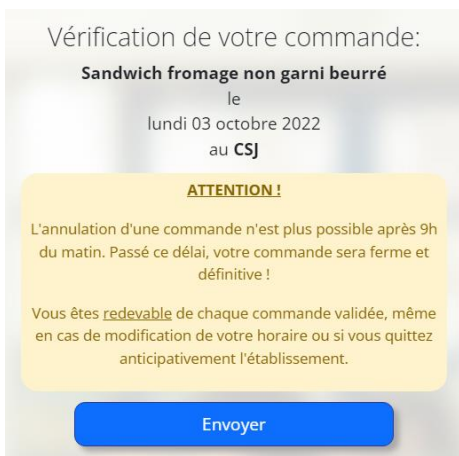 Vérification de votre commande:
Sandwich fromage non garni beurré
le
lundi 03 octobre 2022
au CSJ
ATTENTION !
L'annulation d'une commande n'est plus possible après 9h
du matin. Passé ce délai, votre commande sera ferme et
définitive !
Vous êtes redevable de chaque commande validée, même
en cas de modification de votre horaire ou si vous quittez
anticipativement l'établissement.
Envoyer